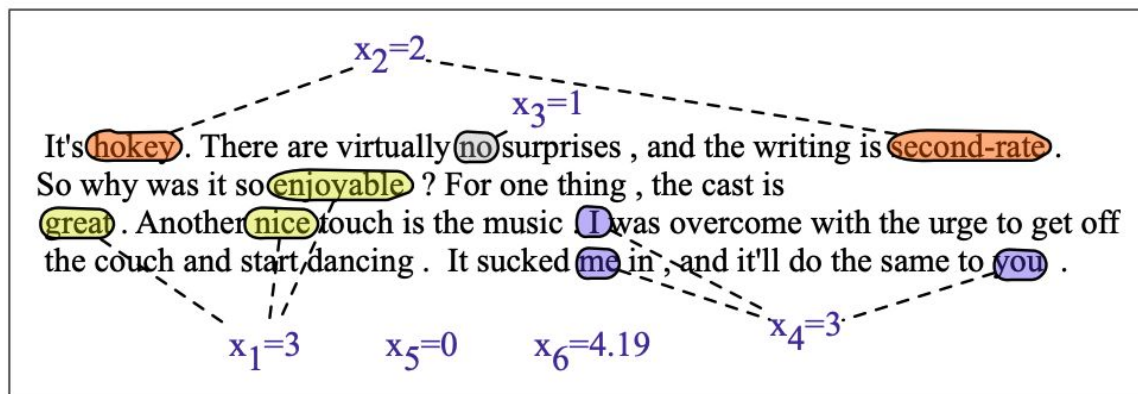 x2=2
x3=1
It's hokey . There are virtually no surprises , and the writing is second-rate .
So why was it so enjoyable ? For one thing , the cast is
great . Another nice touch is the music . I was overcome with the urge to get off
the couch and start dancing . It sucked me in , and it'll do the same to you .
x1=3 x5=0 x6=4.19 x4=3